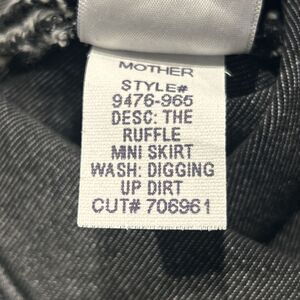 MOTHER
STYLE#
9476-965
DESC: THE
RUFFLE
MINI SKIRT
WASH: DIGGING
UP DIRT
CUT# 706961